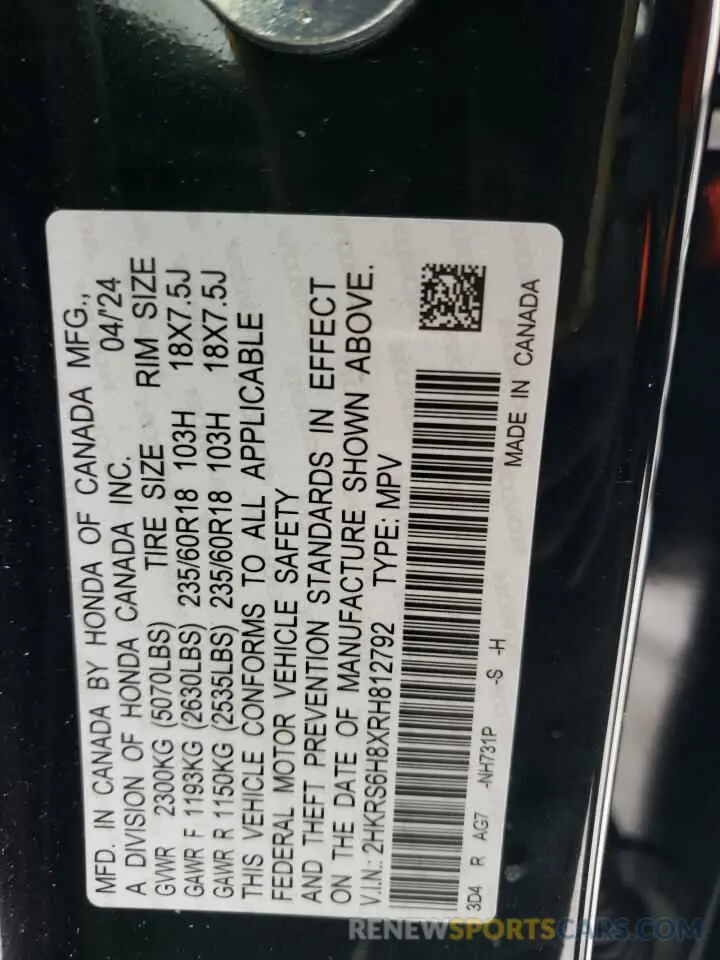 MFD. IN CANADA BY HONDA OF CANADA MFG.,
A DIVISION OF HONDA CANADA INC. 04/'24
GVWR 2300KG (5070LBS) TIRE SIZE RIM SIZE
GAWR F 1193KG (2630LBS) 235/60R18 103H 18X7.5J
GAWR R 1150KG (2535LBS) 235/60R18 103H 18X7.5J
THIS VEHICLE CONFORMS TO ALL APPLICABLE
FEDERAL MOTOR VEHICLE SAFETY
AND THEFT PREVENTION STANDARDS IN EFFECT
ON THE DATE OF MANUFACTURE SHOWN ABOVE.
V.I.N.: 2HKRS6H8XRH812792 TYPE: MPV
3D4 R AG7 -NH731P -S -H
MADE IN CANADA
RENEWSPORTSCARS.COM